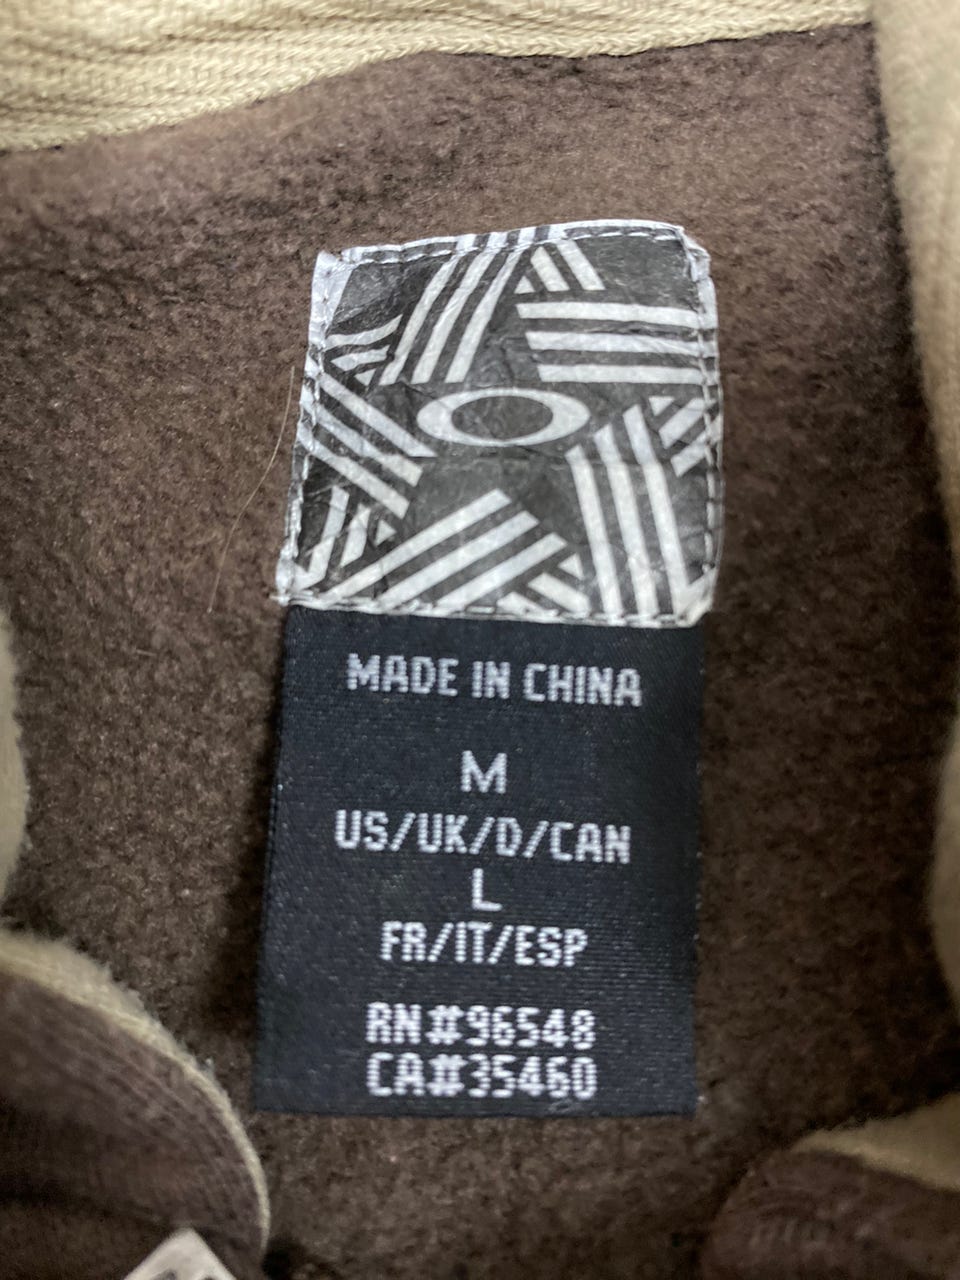 MADE IN CHINA
M
US/UK/D/CAN
L
FR/IT/ESP
RN#96548
CA#35460